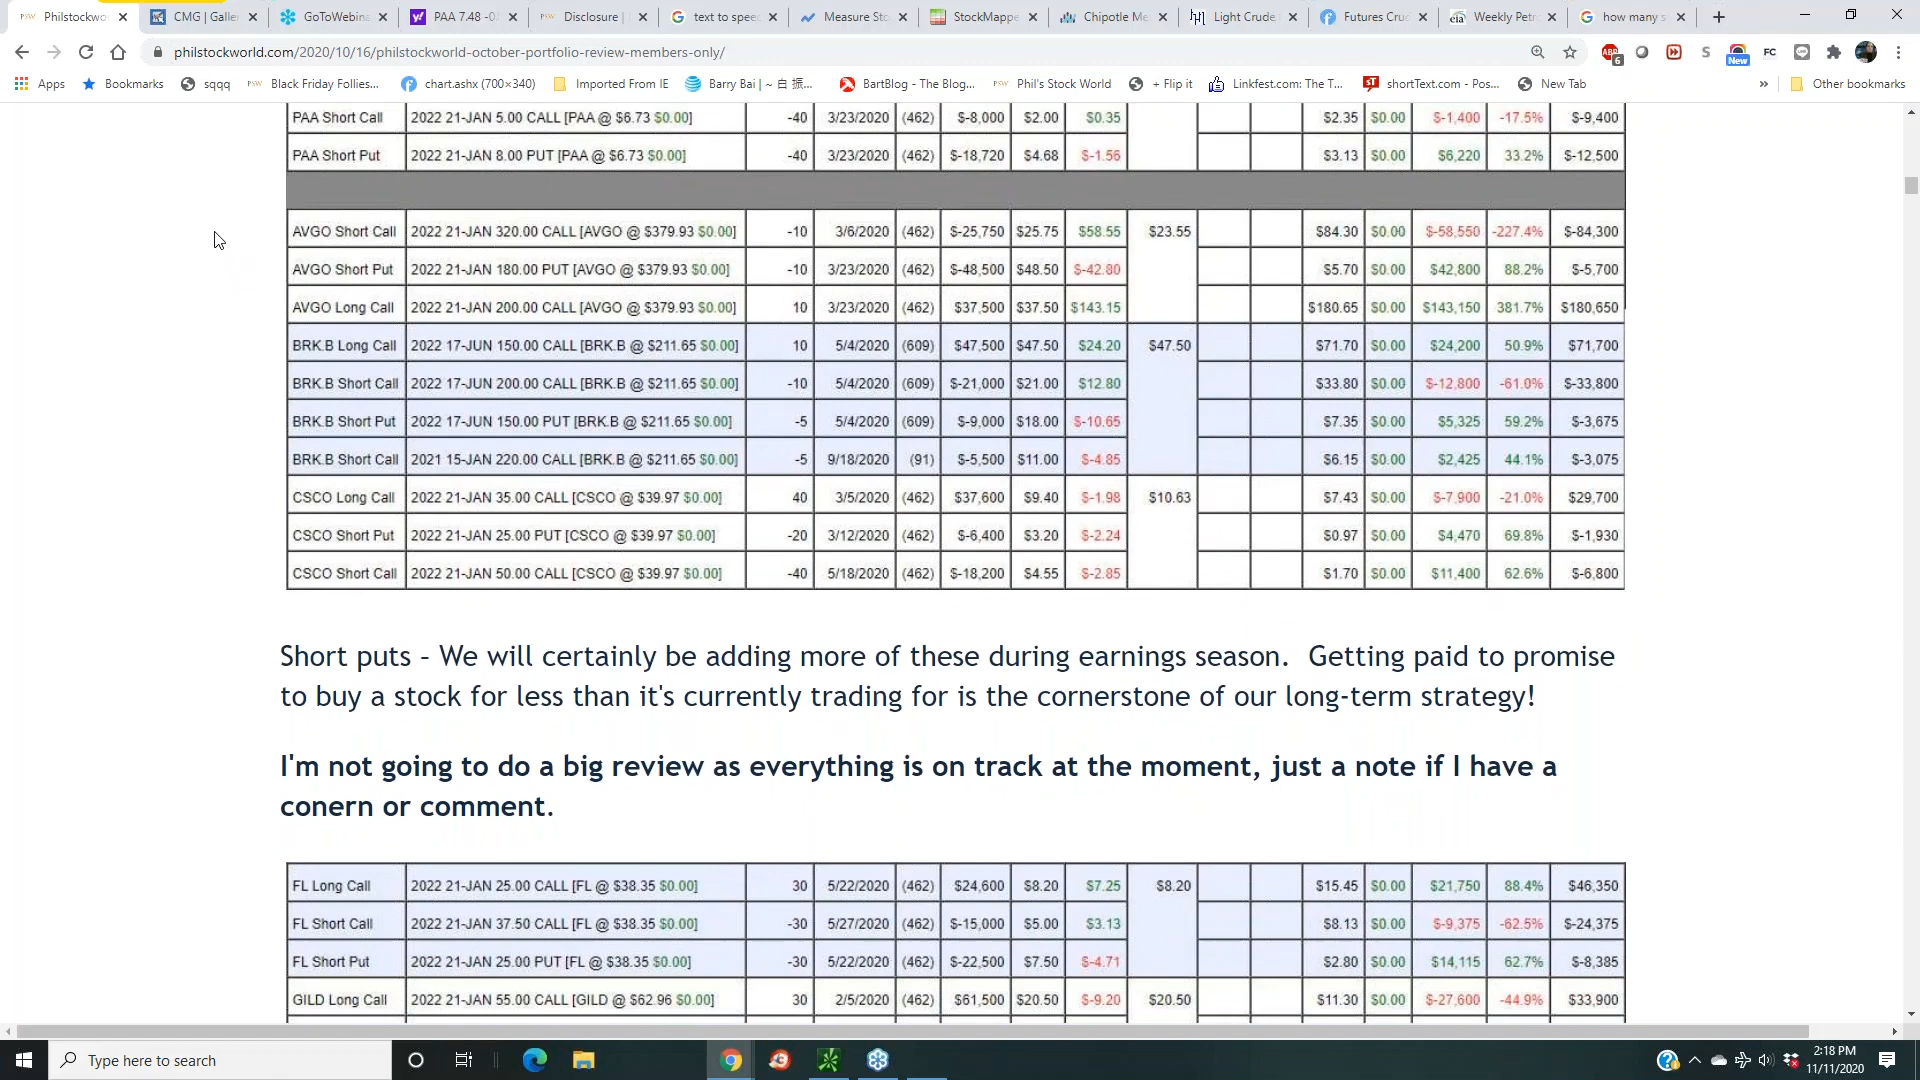 Philstockw
CMG | Galle
GoToWebina
PAA 7.48 -0.
Disclosure |
text to spee
Measure Sto
StockMappe
Chipotle Me
Light Crude
Futures Cru
Weekly Petr
how many s
philstockworld.com/2020/10/16/philstockworld-october-portfolio-review-members-only/
Apps Bookmarks sqqq Black Friday Follies... chart.ashx (700×340) Imported From IE Barry Bai | ~ 白 振... BartBlog - The Blog... Phil's Stock World + Flip it Linkfest.com: The T... shortText.com - Pos... New Tab » Other bookmarks
PAA Short Call 2022 21-JAN 5.00 CALL [PAA @ $6.73 $0.00] -40 3/23/2020 (462) $-8,000 $2.00 $0.35 $2.35 $0.00 $-1,400 -17.5% $-9,400
PAA Short Put 2022 21-JAN 8.00 PUT [PAA @ $6.73 $0.00] -40 3/23/2020 (462) $-18,720 $4.68 $-1.56 $3.13 $0.00 $6,220 33.2% $-12,500
AVGO Short Call 2022 21-JAN 320.00 CALL [AVGO @ $379.93 $0.00] -10 3/6/2020 (462) $-25,750 $25.75 $58.55 $23.55 $84.30 $0.00 $-58,550 -227.4% $-84,300
AVGO Short Put 2022 21-JAN 180.00 PUT [AVGO @ $379.93 $0.00] -10 3/23/2020 (462) $-48,500 $48.50 $-42.80 $5.70 $0.00 $42,800 88.2% $-5,700
AVGO Long Call 2022 21-JAN 200.00 CALL [AVGO @ $379.93 $0.00] 10 3/23/2020 (462) $37,500 $37.50 $143.15 $180.65 $0.00 $143,150 381.7% $180,650
BRK.B Long Call 2022 17-JUN 150.00 CALL [BRK.B @ $211.65 $0.00] 10 5/4/2020 (609) $47,500 $47.50 $24.20 $47.50 $71.70 $0.00 $24,200 50.9% $71,700
BRK.B Short Call 2022 17-JUN 200.00 CALL [BRK.B @ $211.65 $0.00] -10 5/4/2020 (609) $-21,000 $21.00 $12.80 $33.80 $0.00 $-12,800 -61.0% $-33,800
BRK.B Short Put 2022 17-JUN 150.00 PUT [BRK.B @ $211.65 $0.00] -5 5/4/2020 (609) $-9,000 $18.00 $-10.65 $7.35 $0.00 $5,325 59.2% $-3,675
BRK.B Short Call 2021 15-JAN 220.00 CALL [BRK.B @ $211.65 $0.00] -5 9/18/2020 (91) $-5,500 $11.00 $-4.85 $6.15 $0.00 $2,425 44.1% $-3,075
CSCO Long Call 2022 21-JAN 35.00 CALL [CSCO @ $39.97 $0.00] 40 3/5/2020 (462) $37,600 $9.40 $-1.98 $10.63 $7.43 $0.00 $-7,900 -21.0% $29,700
CSCO Short Put 2022 21-JAN 25.00 PUT [CSCO @ $39.97 $0.00] -20 3/12/2020 (462) $-6,400 $3.20 $-2.24 $0.97 $0.00 $4,470 69.8% $-1,930
CSCO Short Call 2022 21-JAN 50.00 CALL [CSCO @ $39.97 $0.00] -40 5/18/2020 (462) $-18,200 $4.55 $-2.85 $1.70 $0.00 $11,400 62.6% $-6,800
Short puts – We will certainly be adding more of these during earnings season. Getting paid to promise
to buy a stock for less than it's currently trading for is the cornerstone of our long-term strategy!
I'm not going to do a big review as everything is on track at the moment, just a note if I have a
conern or comment.
FL Long Call 2022 21-JAN 25.00 CALL [FL @ $38.35 $0.00] 30 5/22/2020 (462) $24,600 $8.20 $7.25 $8.20 $15.45 $0.00 $21,750 88.4% $46,350
FL Short Call 2022 21-JAN 37.50 CALL [FL @ $38.35 $0.00] -30 5/27/2020 (462) $-15,000 $5.00 $3.13 $8.13 $0.00 $-9,375 -62.5% $-24,375
FL Short Put 2022 21-JAN 25.00 PUT [FL @ $38.35 $0.00] -30 5/22/2020 (462) $-22,500 $7.50 $-4.71 $2.80 $0.00 $14,115 62.7% $-8,385
GILD Long Call 2022 21-JAN 55.00 CALL [GILD @ $62.96 $0.00] 30 2/5/2020 (462) $61,500 $20.50 $-9.20 $20.50 $11.30 $0.00 $-27,600 -44.9% $33,900
Type here to search
2:18 PM
11/11/2020